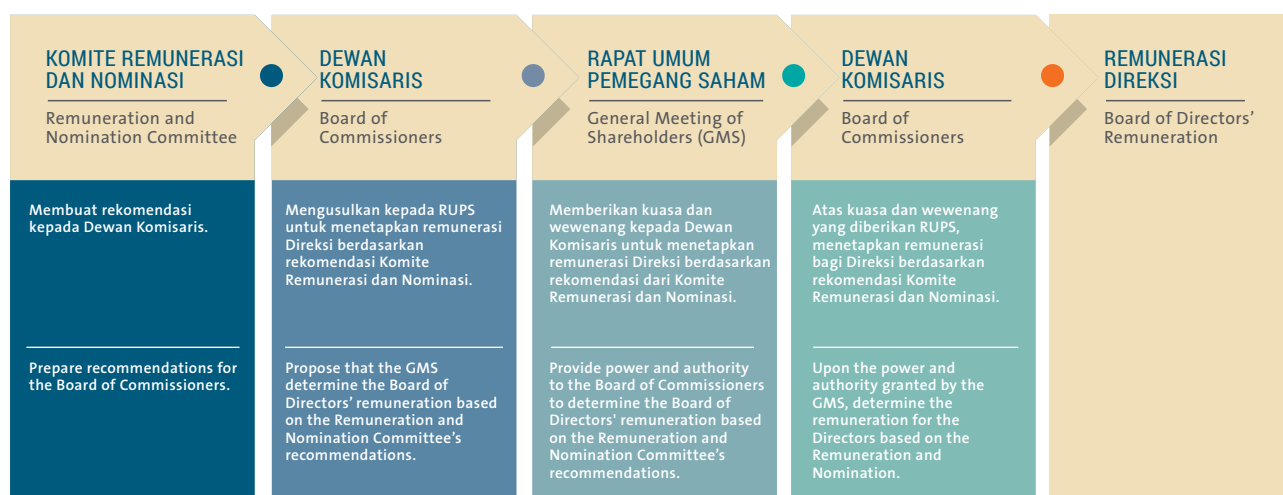 KOMITE REMUNERASI
DAN NOMINASI
Remuneration and
Nomination Committee
Membuat rekomendasi
kepada Dewan Komisaris.
Prepare recommendations for
the Board of Commissioners.
DEWAN
KOMISARIS
Board of
Commissioners
Mengusulkan kepada RUPS
untuk menetapkan remunerasi
Direksi berdasarkan
rekomendasi Komite
Remunerasi dan Nominasi.
Propose that the GMS
determine the Board of
Directors’ remuneration based
on the Remuneration and
Nomination Committee’s
recommendations.
RAPAT UMUM
PEMEGANG SAHAM
General Meeting of
Shareholders (GMS)
Memberikan kuasa dan
wewenang kepada Dewan
Komisaris untuk menetapkan
remunerasi Direksi berdasarkan
rekomendasi dari Komite
Remunerasi dan Nominasi.
Provide power and authority
to the Board of Commissioners
to determine the Board of
Directors' remuneration based
on the Remuneration and
Nomination Committee’s
recommendations.
DEWAN
KOMISARIS
Board of
Commissioners
Atas kuasa dan wewenang
yang diberikan RUPS,
menetapkan remunerasi
bagi Direksi berdasarkan
rekomendasi Komite
Remunerasi dan Nominasi.
Upon the power and
authority granted by the
GMS, determine the
remuneration for the
Directors based on the
Remuneration and
Nomination.
REMUNERASI
DIREKSI
Board of Directors’
Remuneration